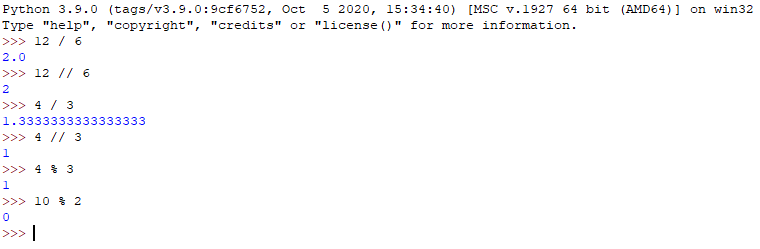 Python 3.9.0 (tags/v3.9.0:9cf6752, Oct  5 2020, 15:34:40) [MSC v.1927 64 bit (AMD64)] on win32
Type "help", "copyright", "credits" or "license()" for more information.
>>> 12 / 6
2.0
>>> 12 // 6
2
>>> 4 / 3
1.3333333333333333
>>> 4 // 3
1
>>> 4 % 3
1
>>> 10 % 2
0
>>>